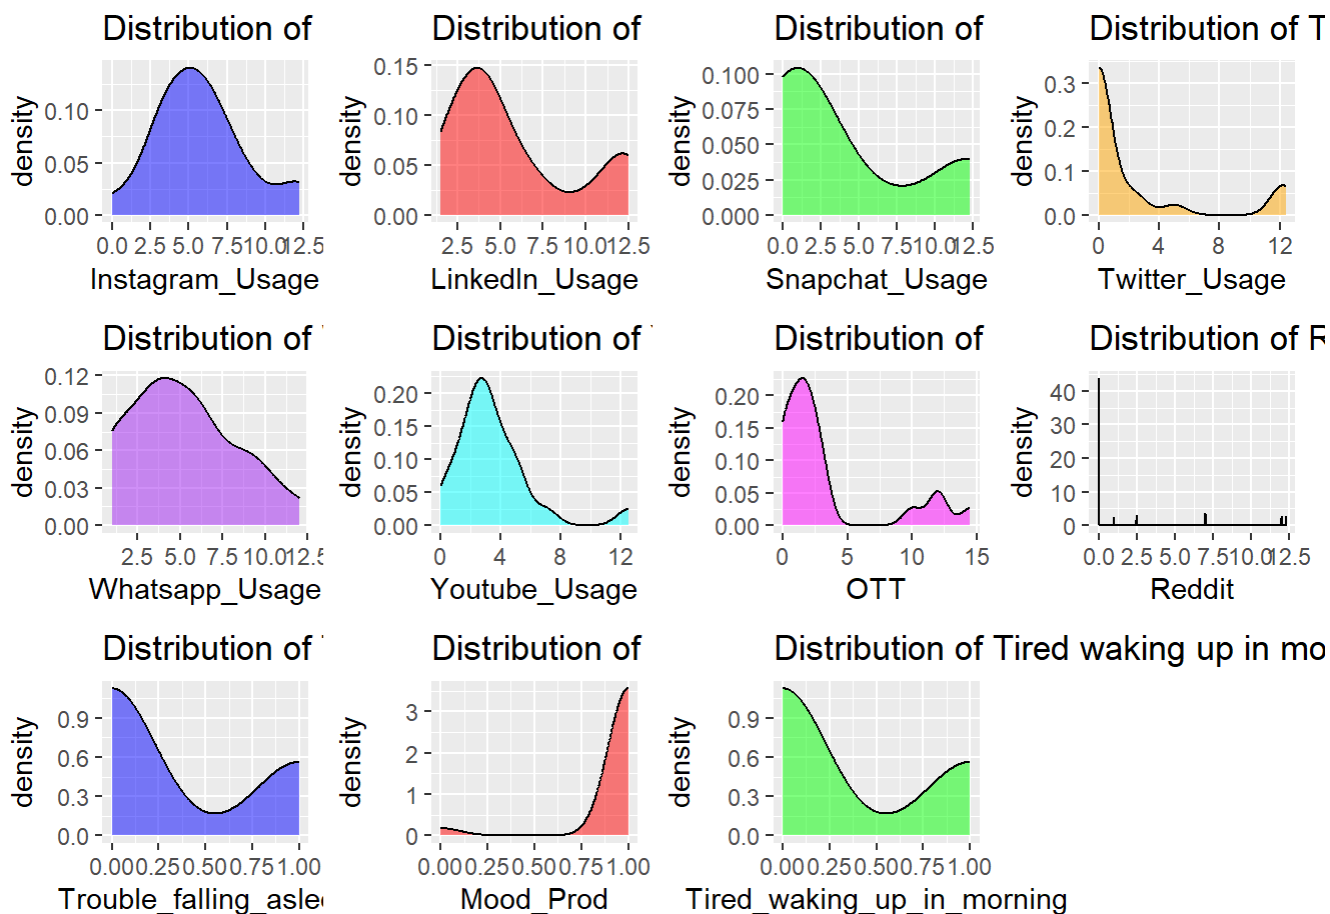 Distribution of
density
0.10
0.05
0.00
0.0 2.5 5.0 7.5 10.0 12.5
Instagram_Usage
Distribution of
density
0.15
0.10
0.05
0.00
2.5 5.0 7.5 10.0 12.5
LinkedIn_Usage
Distribution of
density
0.100
0.075
0.050
0.025
0.000
0.0 2.5 5.0 7.5 10.0 12.5
Snapchat_Usage
Distribution of T
density
0.3
0.2
0.1
0.0
0 4 8 12
Twitter_Usage
Distribution of
density
0.12
0.09
0.06
0.03
0.00
2.5 5.0 7.5 10.0 12.5
Whatsapp_Usage
Distribution of
density
0.20
0.15
0.10
0.05
0.00
0 4 8 12
Youtube_Usage
Distribution of
density
0.20
0.15
0.10
0.05
0.00
0 5 10 15
OTT
Distribution of R
density
40
30
20
10
0
0.0 2.5 5.0 7.5 10.0 12.5
Reddit
Distribution of
density
0.9
0.6
0.3
0.0
0.00 0.25 0.50 0.75 1.00
Trouble_falling_aslee
Distribution of
density
3
2
1
0
0.00 0.25 0.50 0.75 1.00
Mood_Prod
Distribution of Tired waking up in mo
density
0.9
0.6
0.3
0.0
0.00 0.25 0.50 0.75 1.00
Tired_waking_up_in_morning